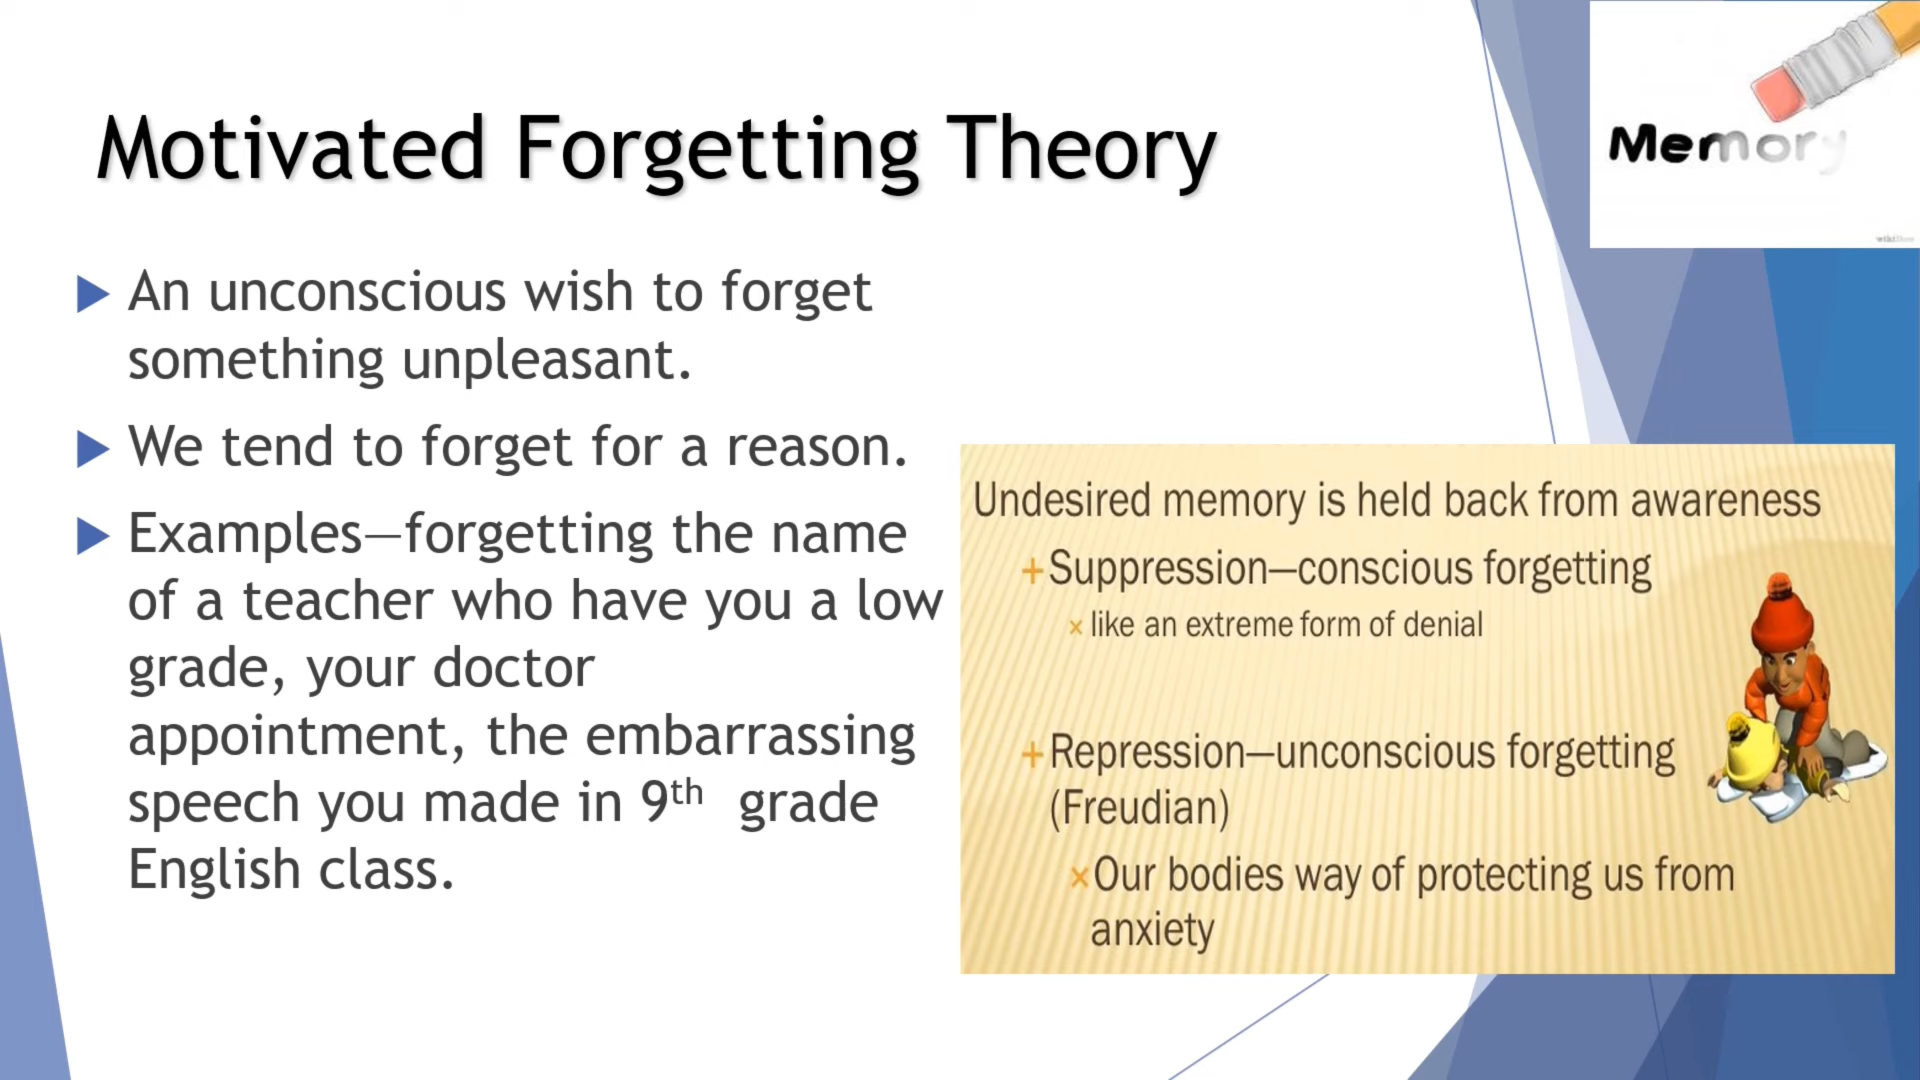 Motivated Forgetting Theory
Memory
An unconscious wish to forget
something unpleasant.
We tend to forget for a reason.
Examples—forgetting the name
of a teacher who have you a low
grade, your doctor
appointment, the embarrassing
speech you made in 9th grade
English class.
Undesired memory is held back from awareness
+Suppression—conscious forgetting
× like an extreme form of denial
+Repression—unconscious forgetting
(Freudian)
×Our bodies way of protecting us from
anxiety